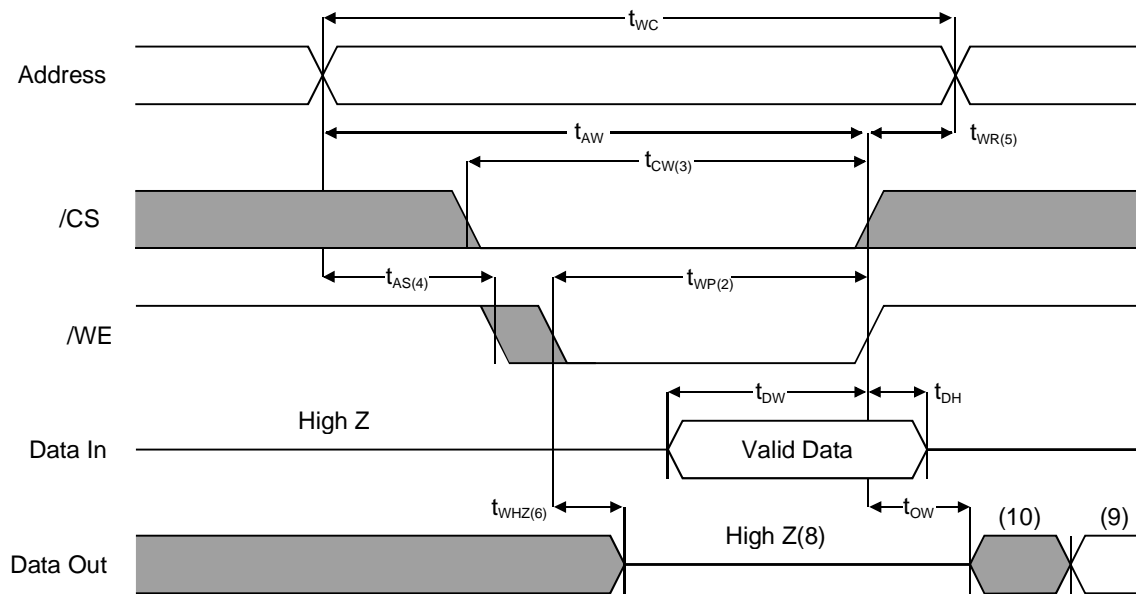 tWC
Address
tAW
tWR(5)
tCW(3)
/CS
tAS(4)
tWP(2)
/WE
tDW
tDH
High Z
Data In
Valid Data
tWHZ(6)
tOW
(10)
(9)
High Z(8)
Data Out